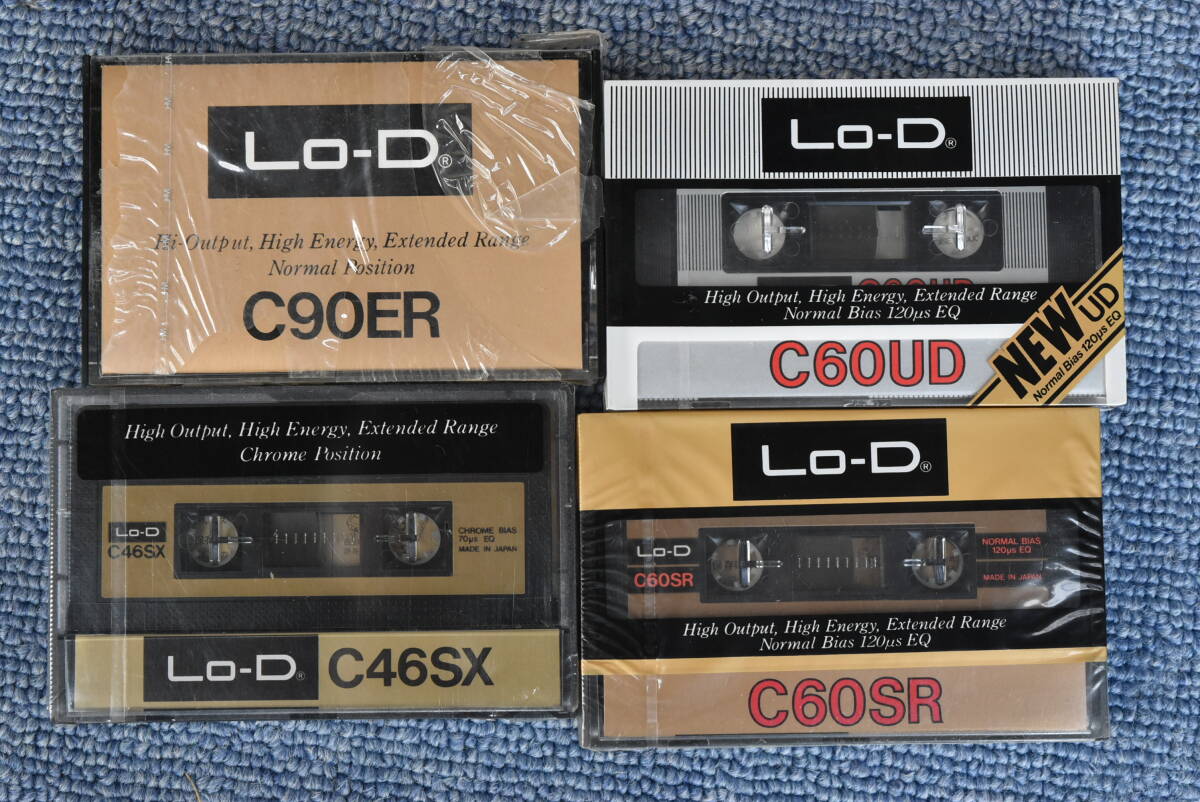 Lo-D®
Hi-Output, High Energy, Extended Range
Normal Position
C90ER
Lo-D®
C60UD
High Output, High Energy, Extended Range
Normal Bias 120μs EQ
C60UD
NEW UD
Normal Bias 120μs EQ
High Output, High Energy, Extended Range
Chrome Position
Lo-D
C46SX
CHROME BIAS
70μs EQ
MADE IN JAPAN
Lo-D®
C46SX
Lo-D®
Lo-D
C60SR
NORMAL BIAS
120μs EQ
MADE IN JAPAN
High Output, High Energy, Extended Range
Normal Bias 120μs EQ
C60SR